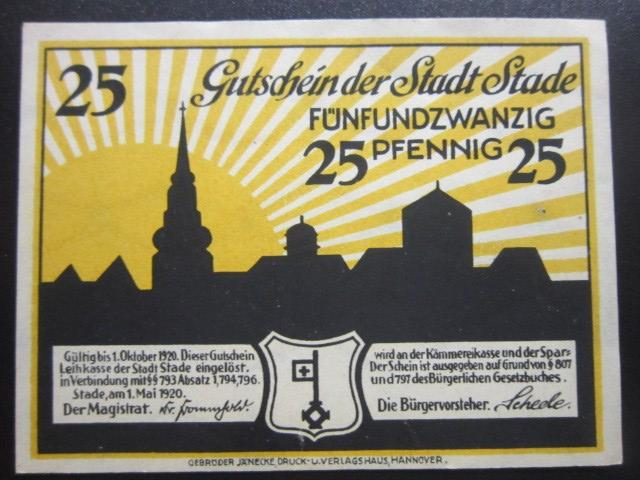 25 Gutschein der Stadt Stade
FÜNFUNDZWANZIG
25 PFENNIG 25
Gültig bis 1. Oktober 1920. Dieser Gutschein
Leihkasse der Stadt Stade eingelöst.
in Verbindung mit §§ 793 Absatz 1, 794, 796.
Stade, am 1. Mai 1920.
Der Magistrat.
wird an der Kämmereikasse und der Spar=
Der Schein ist ausgegeben auf Grund von § 807
und 797 des Bürgerlichen Gesetzbuches.
Die Bürgervorsteher. Schede.
GEBRÜDER JÄNECKE, DRUCK- U. VERLAGSHAUS, HANNOVER.